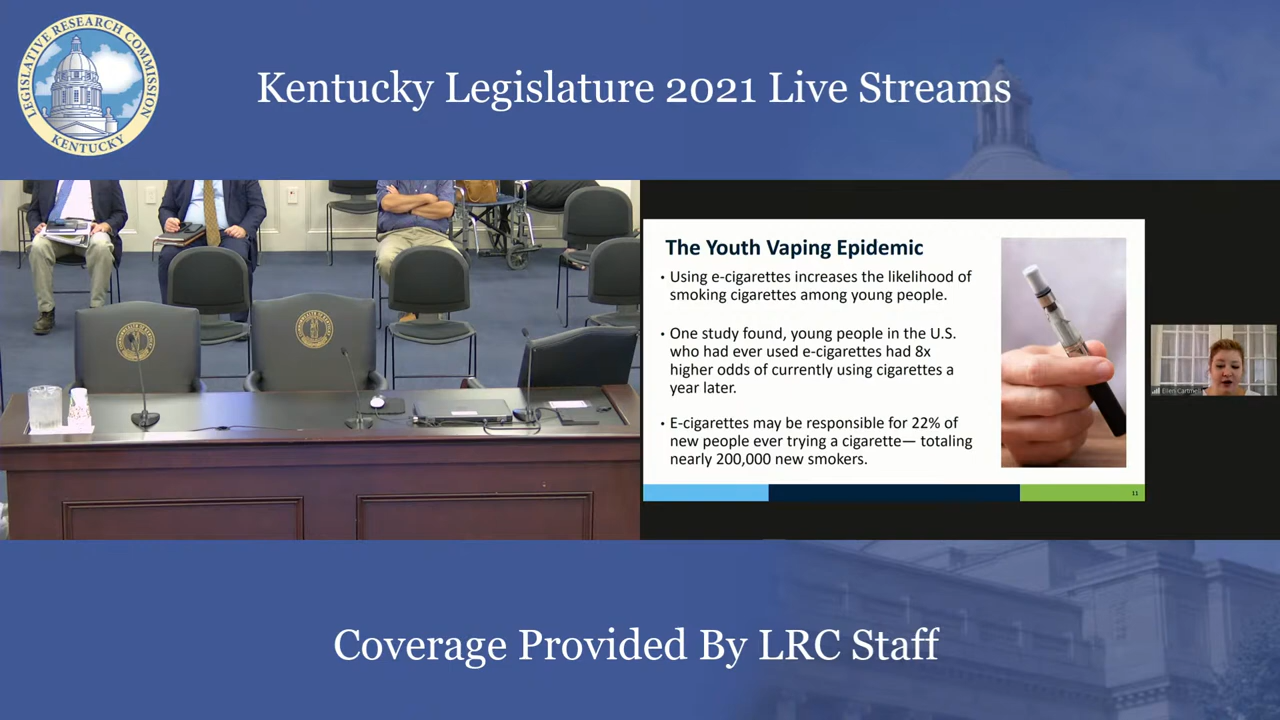 LEGISLATIVE RESEARCH COMMISSION
KENTUCKY
Kentucky Legislature 2021 Live Streams
The Youth Vaping Epidemic
• Using e-cigarettes increases the likelihood of
smoking cigarettes among young people.
• One study found, young people in the U.S.
who had ever used e-cigarettes had 8x
higher odds of currently using cigarettes a
year later.
• E-cigarettes may be responsible for 22% of
new people ever trying a cigarette— totaling
nearly 200,000 new smokers.
11
Ellen Cartmell
Coverage Provided By LRC Staff